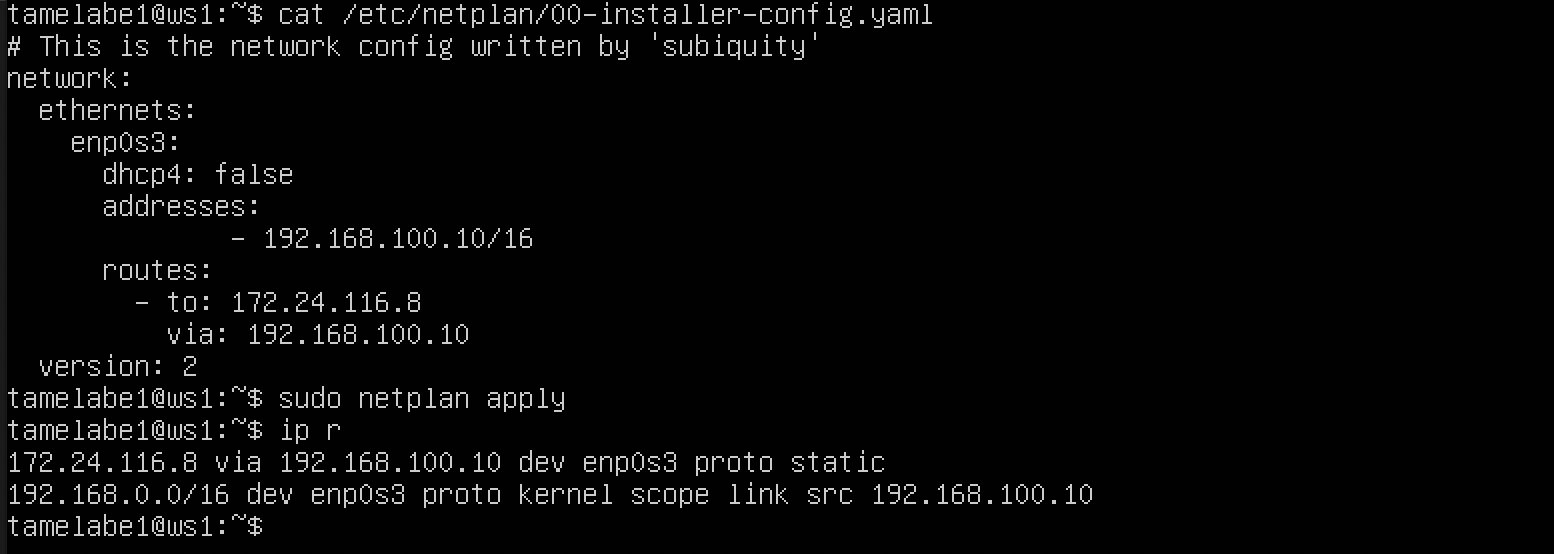 tamelabe1@ws1:~$ cat /etc/netplan/00-installer-config.yaml
# This is the network config written by 'subiquity'
network:
  ethernets:
    enp0s3:
      dhcp4: false
      addresses:
              - 192.168.100.10/16
      routes:
        - to: 172.24.116.8
          via: 192.168.100.10
  version: 2
tamelabe1@ws1:~$ sudo netplan apply
tamelabe1@ws1:~$ ip r
172.24.116.8 via 192.168.100.10 dev enp0s3 proto static
192.168.0.0/16 dev enp0s3 proto kernel scope link src 192.168.100.10
tamelabe1@ws1:~$